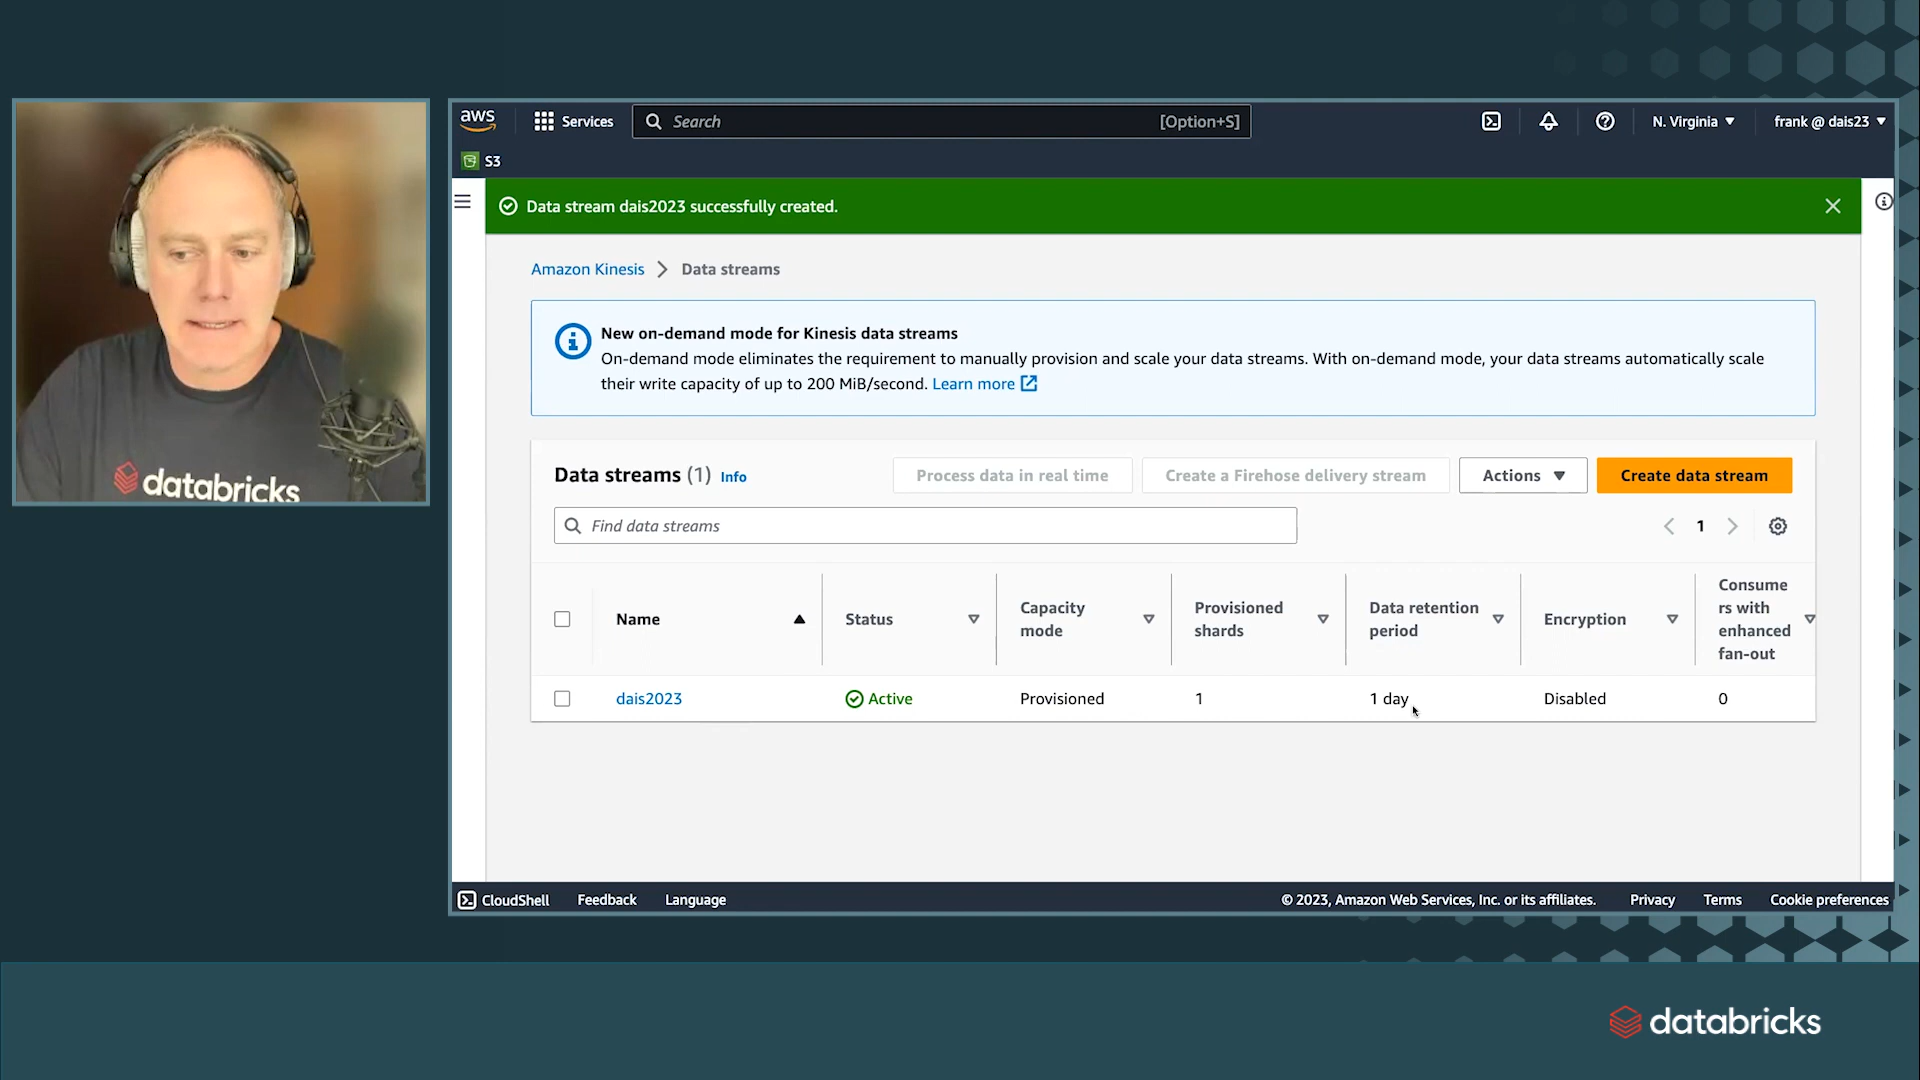 databricks
aws
Services
Search
[Option+S]
N. Virginia
frank @ dais23
S3
Data stream dais2023 successfully created.
Amazon Kinesis
Data streams
New on-demand mode for Kinesis data streams
On-demand mode eliminates the requirement to manually provision and scale your data streams. With on-demand mode, your data streams automatically scale
their write capacity of up to 200 MiB/second. Learn more
Data streams (1) Info
Process data in real time
Create a Firehose delivery stream
Actions
Create data stream
Find data streams
1
Name
Status
Capacity
mode
Provisioned
shards
Data retention
period
Encryption
Consume
rs with
enhanced
fan-out
dais2023
Active
Provisioned
1
1 day
Disabled
0
CloudShell
Feedback
Language
© 2023, Amazon Web Services, Inc. or its affiliates.
Privacy
Terms
Cookie preferences
databricks